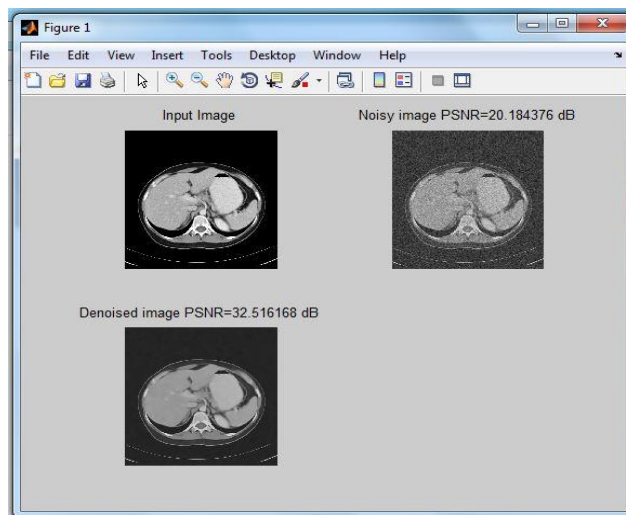 Figure 1
File Edit View Insert Tools Desktop Window Help
Input Image
Noisy image PSNR=20.184376 dB
Denoised image PSNR=32.516168 dB